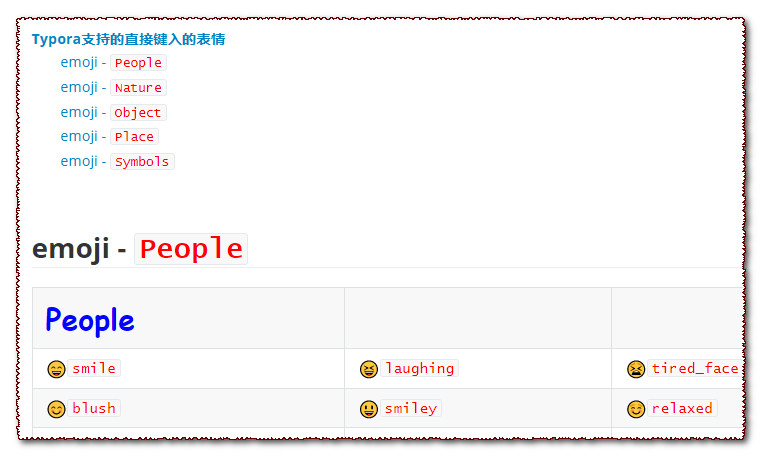 Typora支持的直接键入的表情
emoji - People
emoji - Nature
emoji - Object
emoji - Place
emoji - Symbols
emoji - People
People
smile laughing tired_face
blush smiley relaxed